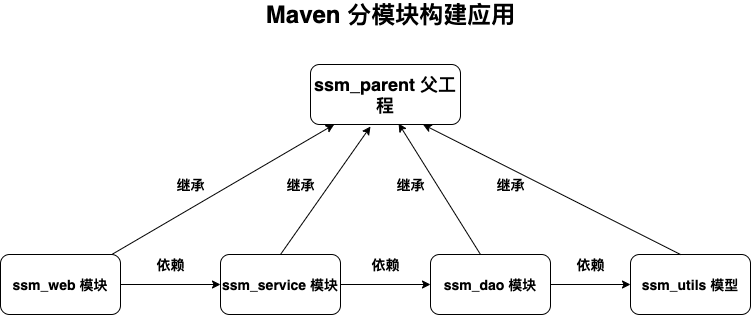 Maven 分模块构建应用
ssm_parent 父工
程
继承
继承
继承
继承
依赖
依赖
依赖
ssm_web 模块
ssm_service 模块
ssm_dao 模块
ssm_utils 模型